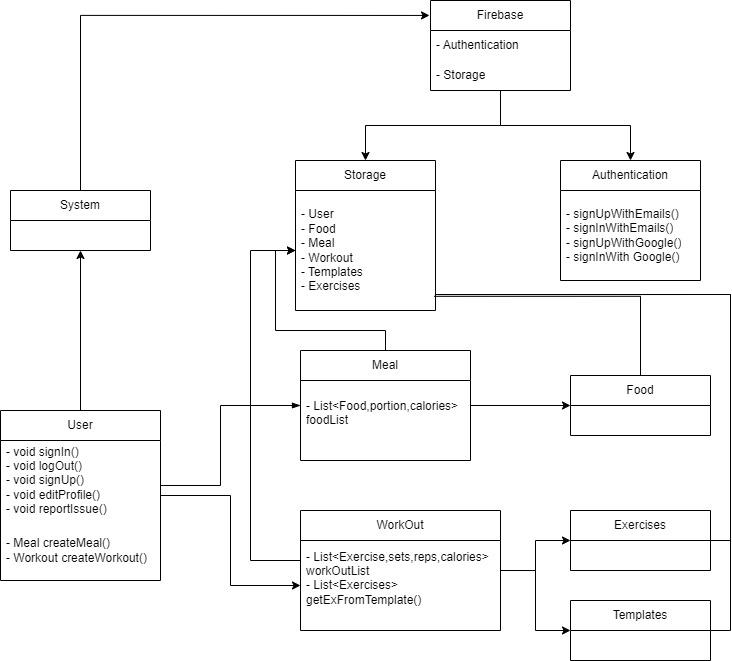 Firebase
- Authentication
- Storage
Storage
- User
- Food
- Meal
- Workout
- Templates
- Exercises
Authentication
- signUpWithEmails()
- signInWithEmails()
- signUpWithGoogle()
- signInWith Google()
System
Meal
- List<Food,portion,calories>
foodList
Food
User
- void signIn()
- void logOut()
- void signUp()
- void editProfile()
- void reportIssue()
- Meal createMeal()
- Workout createWorkout()
WorkOut
- List<Exercise,sets,reps,calories>
workOutList
- List<Exercises>
getExFromTemplate()
Exercises
Templates